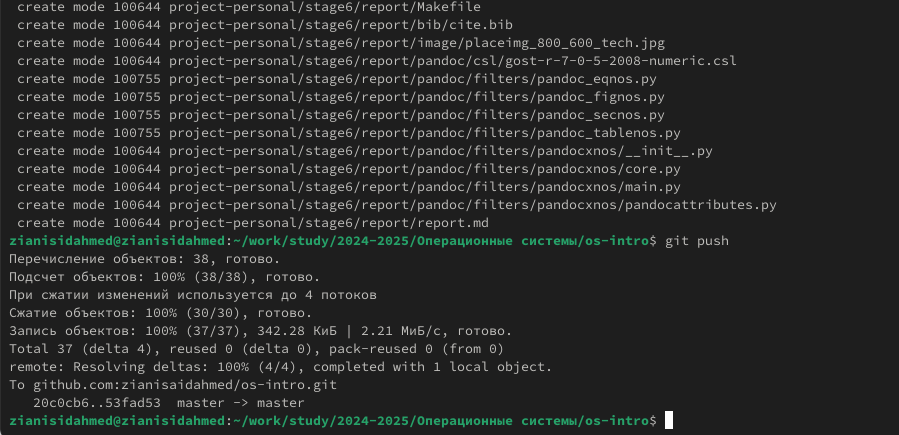 create mode 100644 project-personal/stage6/report/Makefile
create mode 100644 project-personal/stage6/report/bib/cite.bib
create mode 100644 project-personal/stage6/report/image/placeimg_800_600_tech.jpg
create mode 100644 project-personal/stage6/report/pandoc/csl/gost-r-7-0-5-2008-numeric.csl
create mode 100755 project-personal/stage6/report/pandoc/filters/pandoc_eqnos.py
create mode 100755 project-personal/stage6/report/pandoc/filters/pandoc_fignos.py
create mode 100755 project-personal/stage6/report/pandoc/filters/pandoc_secnos.py
create mode 100755 project-personal/stage6/report/pandoc/filters/pandoc_tablenos.py
create mode 100644 project-personal/stage6/report/pandoc/filters/pandocxnos/__init__.py
create mode 100644 project-personal/stage6/report/pandoc/filters/pandocxnos/core.py
create mode 100644 project-personal/stage6/report/pandoc/filters/pandocxnos/main.py
create mode 100644 project-personal/stage6/report/pandoc/filters/pandocxnos/pandocattributes.py
create mode 100644 project-personal/stage6/report/report.md
zianisidahmed@zianisidahmed:~/work/study/2024-2025/Операционные системы/os-intro$ git push
Перечисление объектов: 38, готово.
Подсчет объектов: 100% (38/38), готово.
При сжатии изменений используется до 4 потоков
Сжатие объектов: 100% (30/30), готово.
Запись объектов: 100% (37/37), 342.28 КиБ | 2.21 МиБ/с, готово.
Total 37 (delta 4), reused 0 (delta 0), pack-reused 0 (from 0)
remote: Resolving deltas: 100% (4/4), completed with 1 local object.
To github.com:zianisaidahmed/os-intro.git
20c0cb6..53fad53  master -> master
zianisidahmed@zianisidahmed:~/work/study/2024-2025/Операционные системы/os-intro$